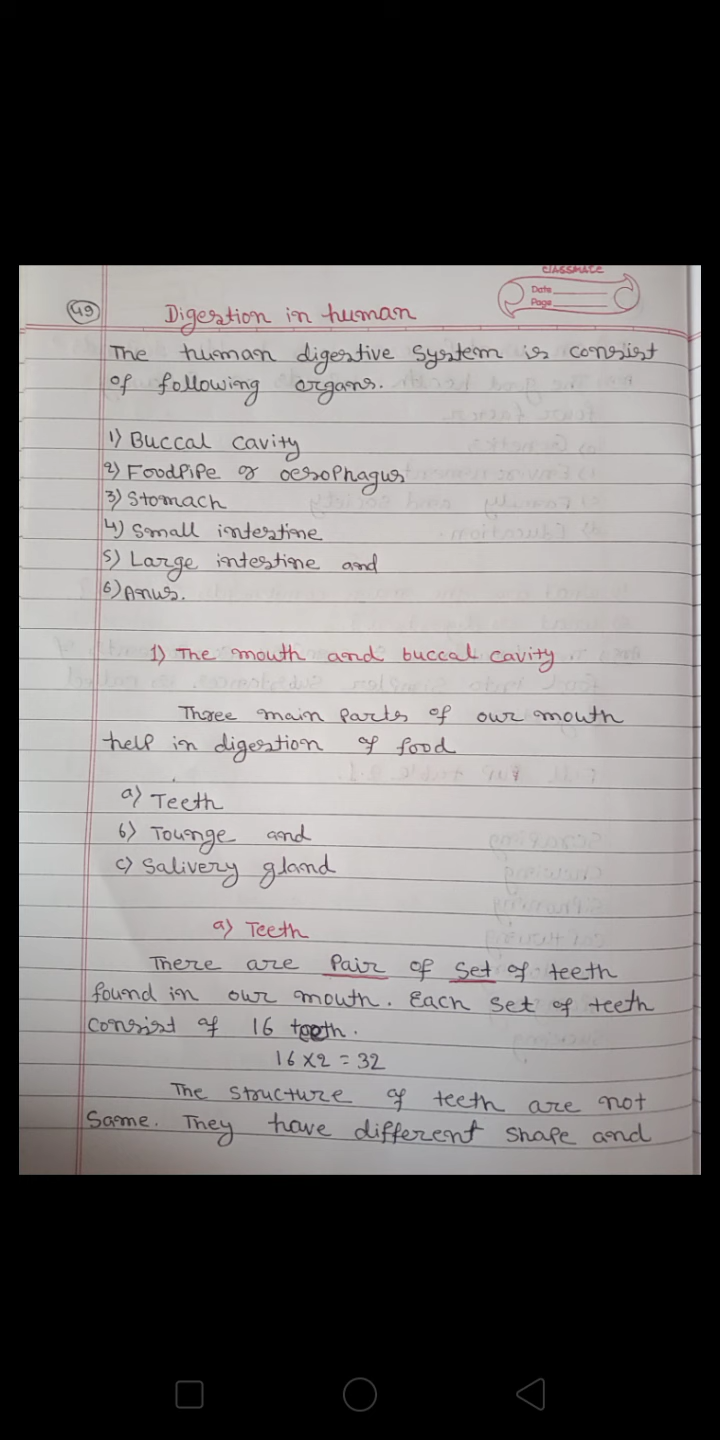 classmate
Date
Page
49
Digestion in human
The human digestive system is consist
of following organs.
1) Buccal cavity
2) Foodpipe or oesophagus
3) Stomach
4) Small intestine
5) Large intestine and
6) Anus.
1) The mouth and buccal cavity
Three main parts of our mouth
help in digestion of food
a) Teeth
b) Tounge and
c) Salivery gland
a) Teeth
There are Pair of Set of teeth
found in our mouth. Each set of teeth
consist of 16 teeth.
16 x 2 = 32
The structure of teeth are not
Same. They have different shape and